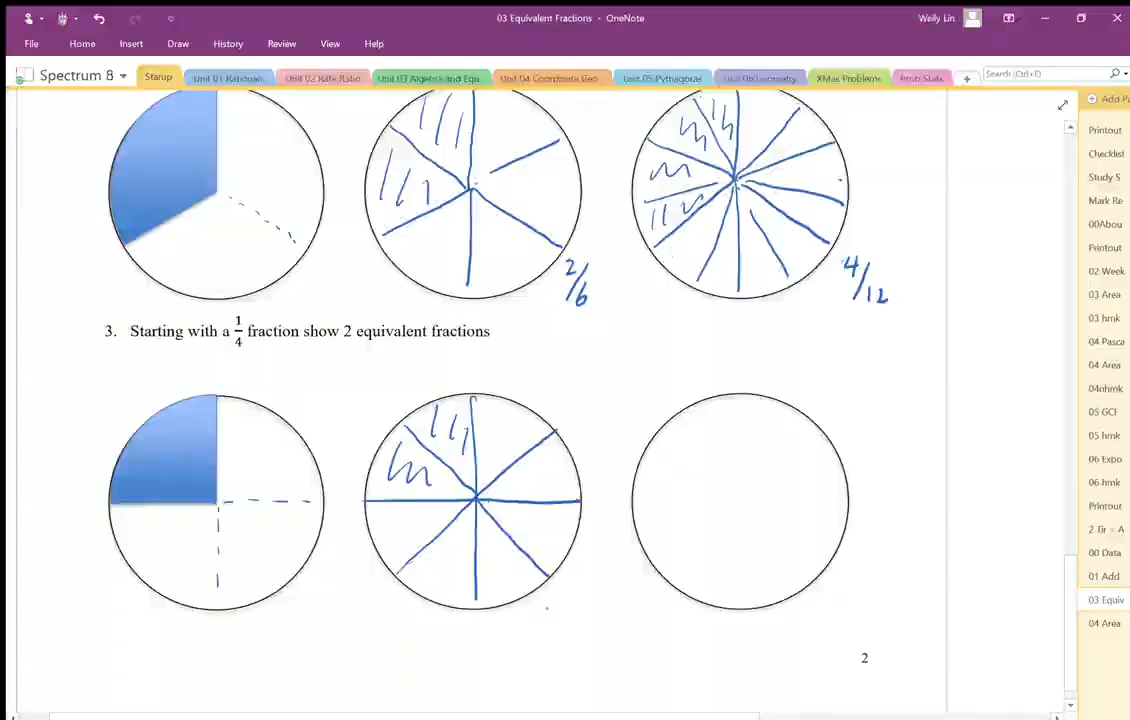 03 Equivalent Fractions - OneNote
Weily Lin
File Home Insert Draw History Review View Help
Spectrum 8
Starup
Unit 01 Rationals
Unit 02 Rate Ratio
Unit 03 Algebra and Equ
Unit 04 Coordinate Geo
Unit 05 Pythagorea
Unit 06 Geometry
XMas Problems
Prob Stats
Search (Ctrl+E)
Add Pa
Printout
Checklist
Study S
Mark Re
00Abou
Printout
02 Week
03 Area
03 hmk
04 Pasca
04 Area
04nhmk
05 GCF
05 hmk
06 Expo
06 hmk
Printout
00 Data
01 Add
03 Equiv
04 Area
2/6
4/12
3. Starting with a 1/4 fraction show 2 equivalent fractions
2